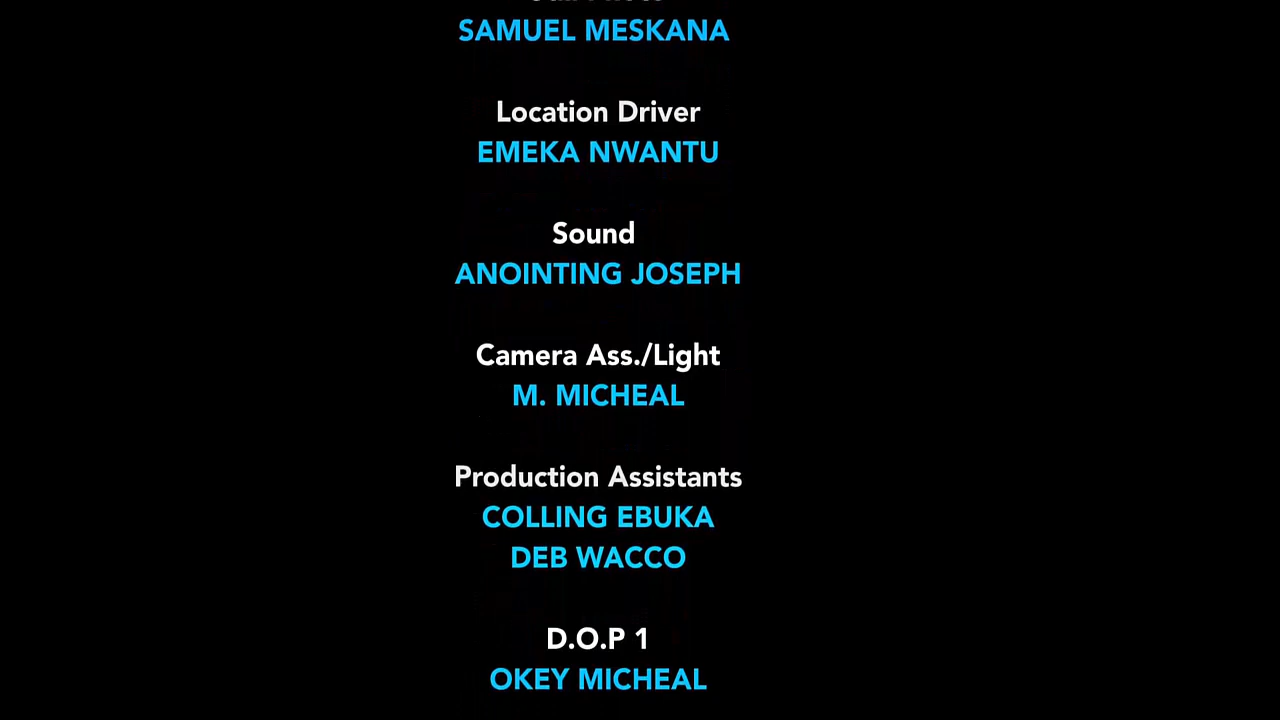 SAMUEL MESKANA
Location Driver
EMEKA NWANTU
Sound
ANOINTING JOSEPH
Camera Ass./Light
M. MICHEAL
Production Assistants
COLLING EBUKA
DEB WACCO
D.O.P 1
OKEY MICHEAL